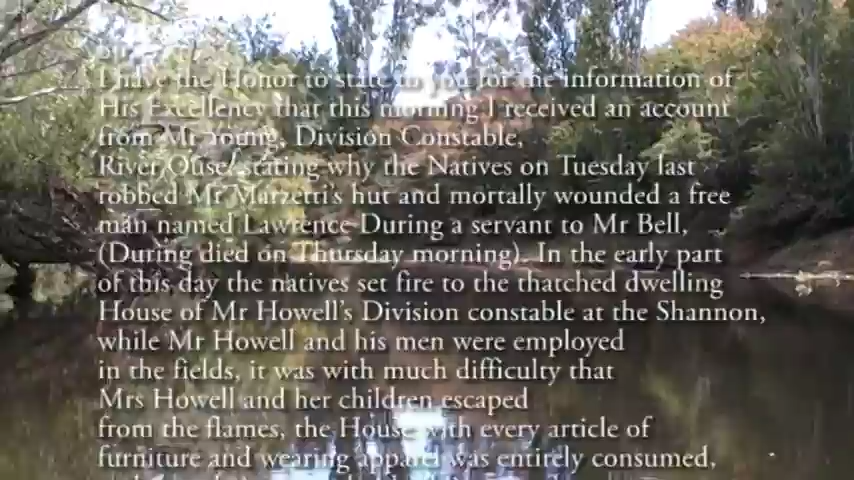 I have the Honor to state to you for the information of
His Excellency that this morning I received an account
from Mr Young, Division Constable,
River Ouse, stating why the Natives on Tuesday last
robbed Mr Marzetti's hut and mortally wounded a free
man named Lawrence During a servant to Mr Bell,
(During died on Thursday morning). In the early part
of this day the natives set fire to the thatched dwelling
House of Mr Howell's Division constable at the Shannon,
while Mr Howell and his men were employed
in the fields, it was with much difficulty that
Mrs Howell and her children escaped
from the flames, the House with every article of
furniture and wearing apparel was entirely consumed,